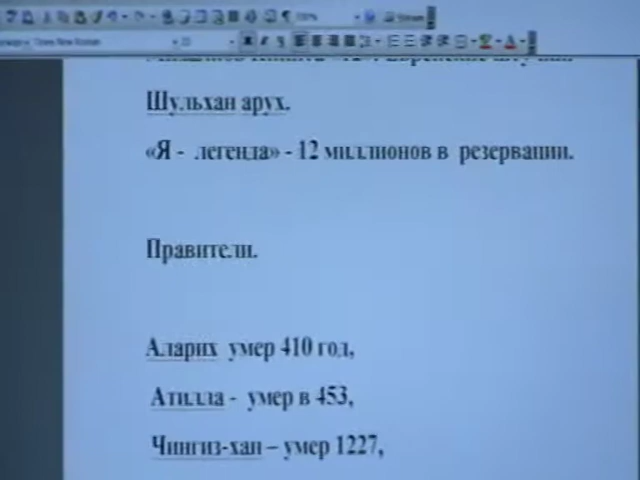 Шульхан арух.
«Я - легенда» - 12 миллионов в резервации.
Правители.
Аларих умер 410 год,
Атилла - умер в 453,
Чингиз-хан – умер 1227,